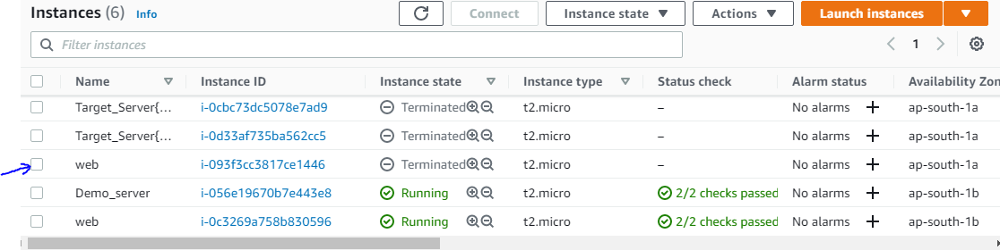 Instances (6) Info Connect Instance state Actions Launch instances
Filter instances 1
Name Instance ID Instance state Instance type Status check Alarm status Availability Zon
Target_Server{... i-0cbc73dc5078e7ad9 Terminated t2.micro – No alarms ap-south-1a
Target_Server{... i-0d33af735ba562cc5 Terminated t2.micro – No alarms ap-south-1a
web i-093f3cc3817ce1446 Terminated t2.micro – No alarms ap-south-1a
Demo_server i-056e19670b7e443e8 Running t2.micro 2/2 checks passed No alarms ap-south-1b
web i-0c3269a758b830596 Running t2.micro 2/2 checks passed No alarms ap-south-1b